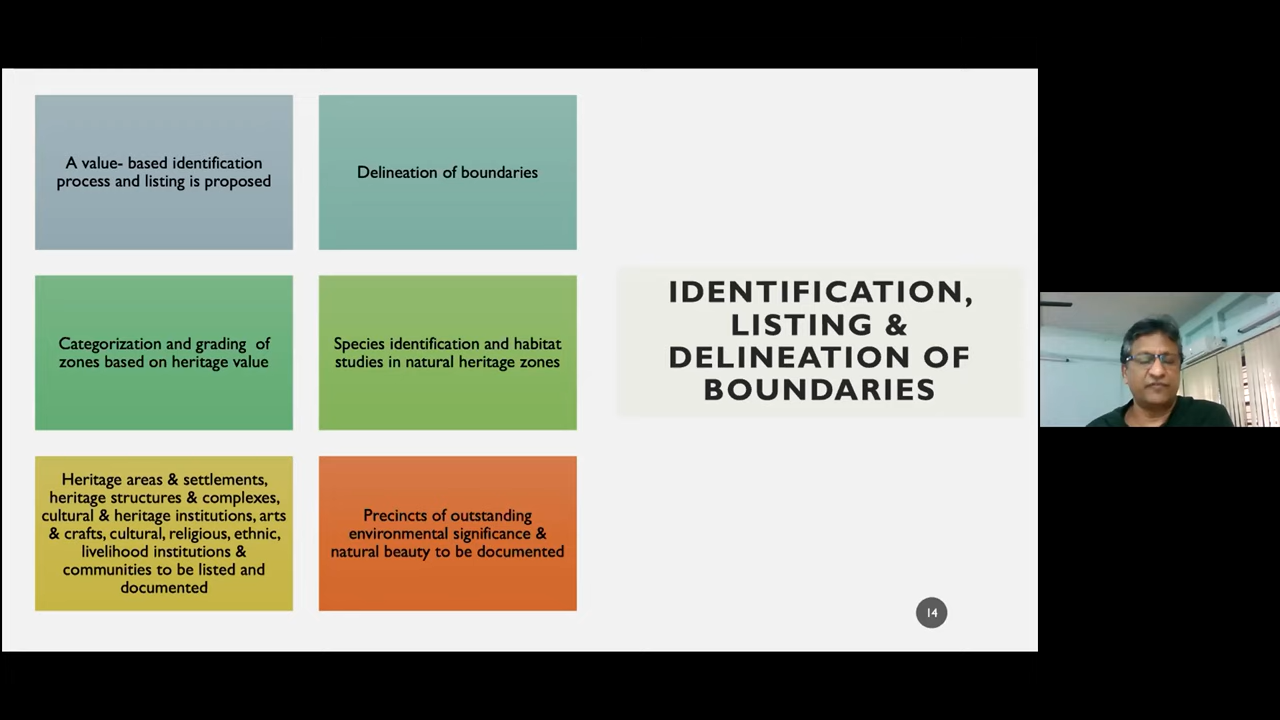 A value- based identification
process and listing is proposed
Delineation of boundaries
Categorization and grading of
zones based on heritage value
Species identification and habitat
studies in natural heritage zones
Heritage areas & settlements,
heritage structures & complexes,
cultural & heritage institutions, arts
& crafts, cultural, religious, ethnic,
livelihood institutions &
communities to be listed and
documented
Precincts of outstanding
environmental significance &
natural beauty to be documented
IDENTIFICATION,
LISTING &
DELINEATION OF
BOUNDARIES
14